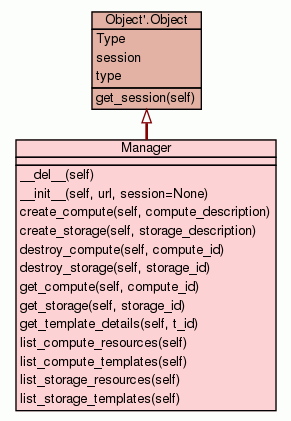 Object'.Object
Type
session
type
get_session(self)
Manager
__del__(self)
__init__(self, url, session=None)
create_compute(self, compute_description)
create_storage(self, storage_description)
destroy_compute(self, compute_id)
destroy_storage(self, storage_id)
get_compute(self, compute_id)
get_storage(self, storage_id)
get_template_details(self, t_id)
list_compute_resources(self)
list_compute_templates(self)
list_storage_resources(self)
list_storage_templates(self)